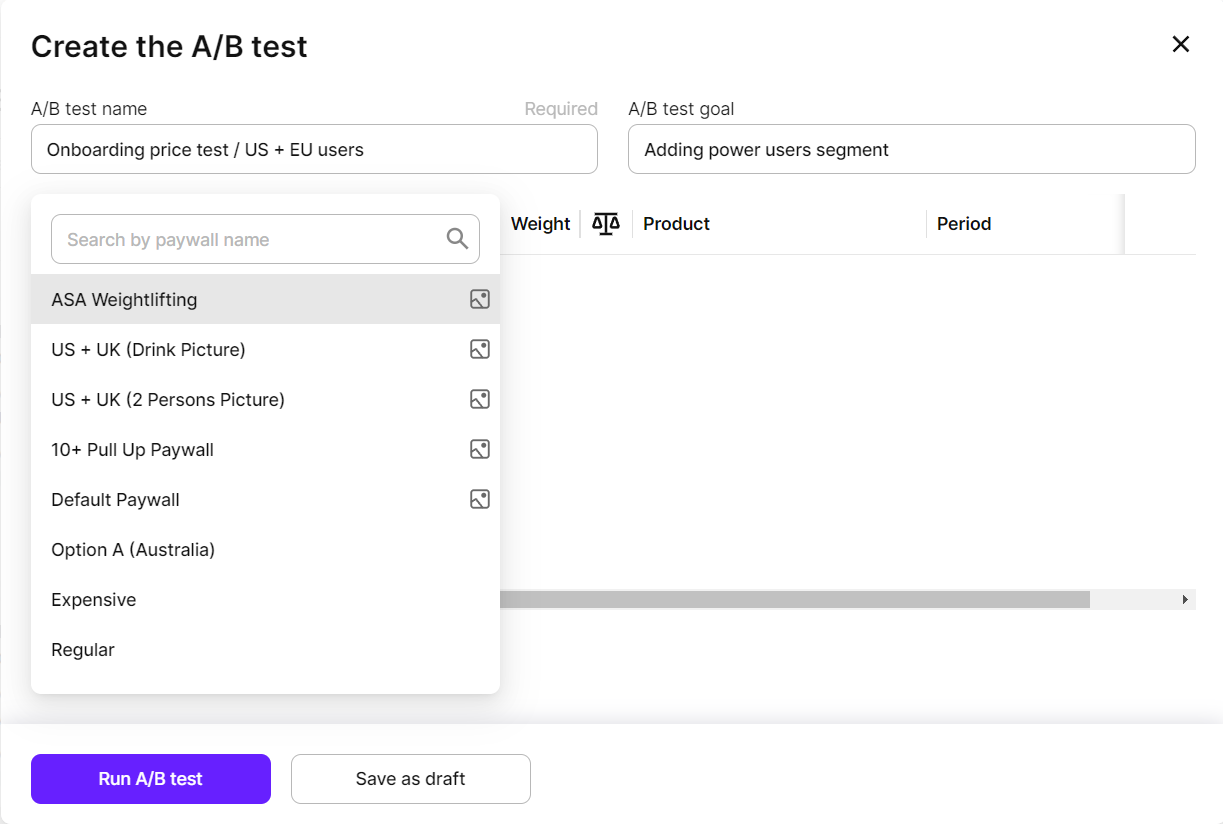 Create the A/B test
A/B test name
Required
A/B test goal
Onboarding price test / US + EU users
Adding power users segment
Search by paywall name
Weight
Product
Period
ASA Weightlifting
US + UK (Drink Picture)
US + UK (2 Persons Picture)
10+ Pull Up Paywall
Default Paywall
Option A (Australia)
Expensive
Regular
Run A/B test
Save as draft